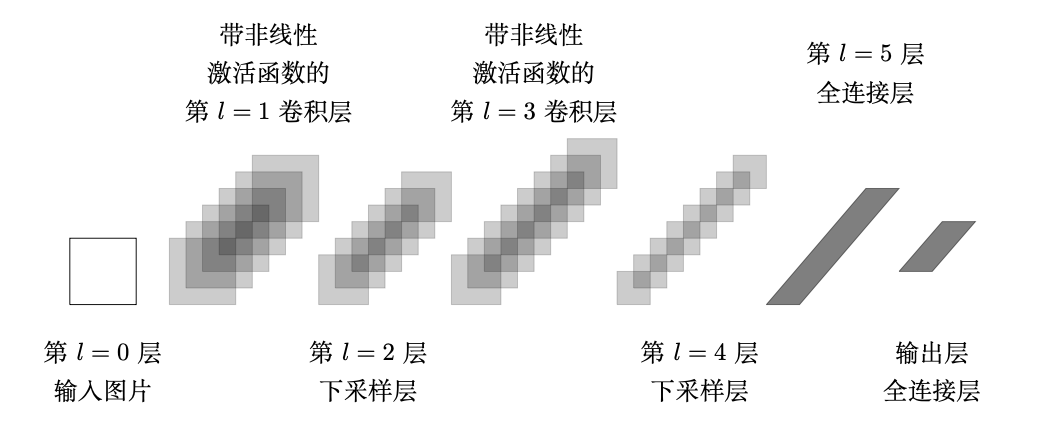 带非线性
激活函数的
第 l = 1 卷积层
带非线性
激活函数的
第 l = 3 卷积层
第 l = 5 层
全连接层
第 l = 0 层
输入图片
第 l = 2 层
下采样层
第 l = 4 层
下采样层
输出层
全连接层